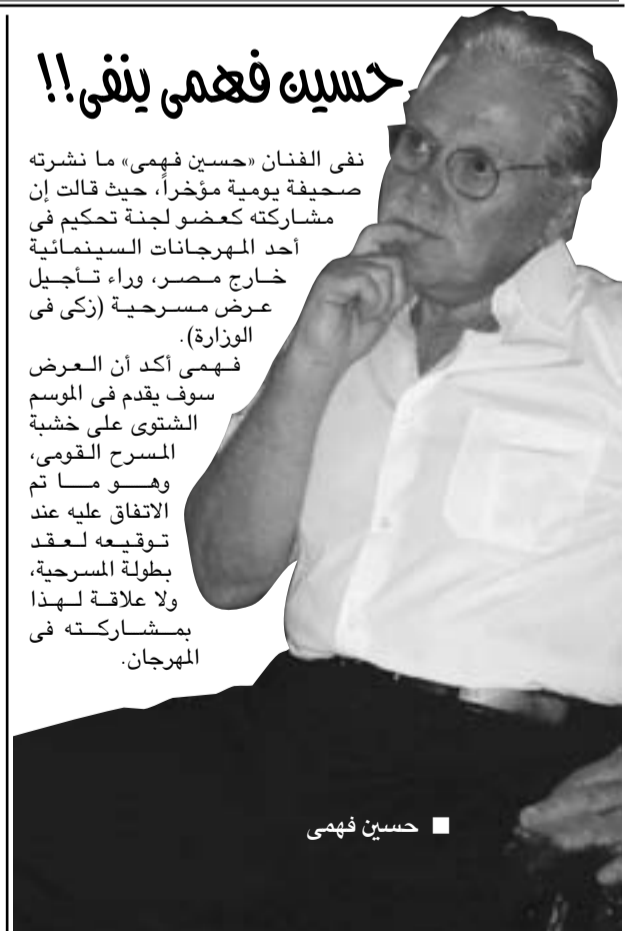 حسين فهمى ينفى!!
نفى الفنان «حسين فهمى» ما نشرته
صحيفة يومية مؤخراً، حيث قالت إن
مشاركته كعضو لجنة تحكيم فى
أحد المهرجانات السينمائية
خارج مصر، وراء تأجيل
عرض مسرحية (زكى فى
الوزارة).
فهمى أكد أن العرض
سوف يقدم فى الموسم
الشتوى على خشبة
المسرح القومى،
وهو ما تم
الاتفاق عليه عند
توقيعه لعقد
بطولة المسرحية،
ولا علاقة لهذا
بمشاركته فى
المهرجان.
■ حسين فهمى